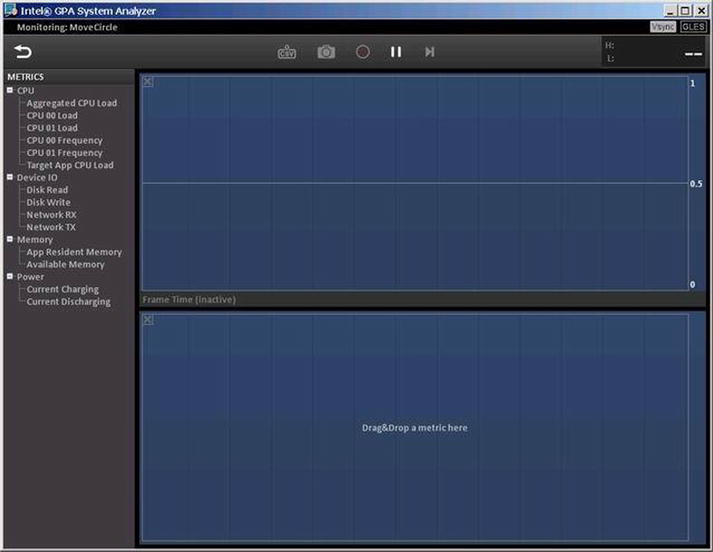 Intel® GPA System Analyzer
Monitoring: MoveCircle
Vsync GLES
CSV
H:
L:
--
METRICS
CPU
Aggregated CPU Load
CPU 00 Load
CPU 01 Load
CPU 00 Frequency
CPU 01 Frequency
Target App CPU Load
Device IO
Disk Read
Disk Write
Network RX
Network TX
Memory
App Resident Memory
Available Memory
Power
Current Charging
Current Discharging
1
0.5
0
Frame Time (inactive)
Drag&Drop a metric here